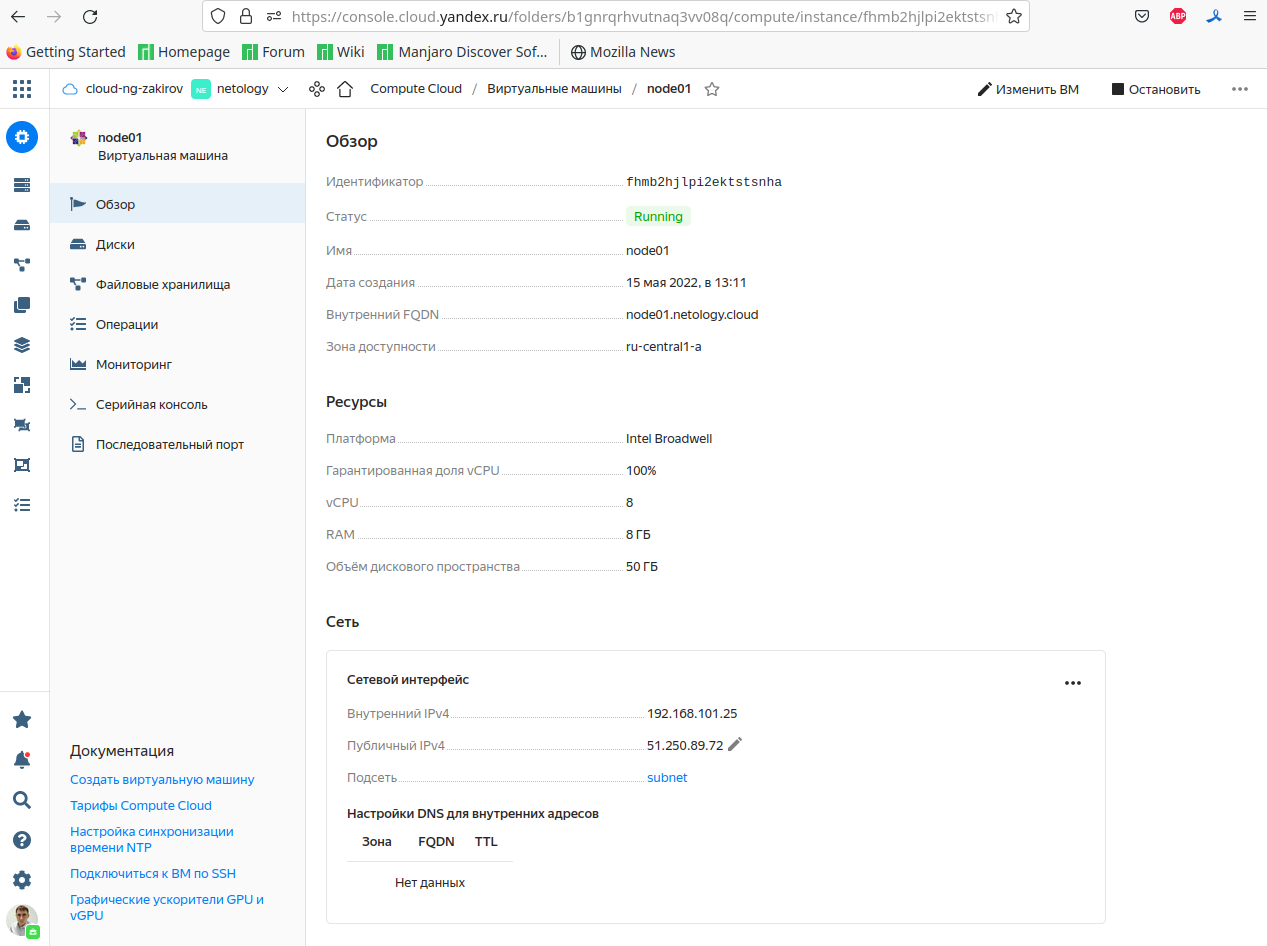 https://console.cloud.yandex.ru/folders/b1gnrqrhvutnaq3vv08q/compute/instance/fhmb2hjlpi2ektstsn
ABP
Getting Started
Homepage
Forum
Wiki
Manjaro Discover Sof...
Mozilla News
cloud-ng-zakirov
NE
netology
Compute Cloud / Виртуальные машины / node01
Изменить ВМ
Остановить
node01
Виртуальная машина
Обзор
Диски
Файловые хранилища
Операции
Мониторинг
Серийная консоль
Последовательный порт
Документация
Создать виртуальную машину
Тарифы Compute Cloud
Настройка синхронизации
времени NTP
Подключиться к ВМ по SSH
Графические ускорители GPU и
vGPU
Обзор
Идентификатор fhmb2hjlpi2ektstsnha
Статус Running
Имя node01
Дата создания 15 мая 2022, в 13:11
Внутренний FQDN node01.netology.cloud
Зона доступности ru-central1-a
Ресурсы
Платформа Intel Broadwell
Гарантированная доля vCPU 100%
vCPU 8
RAM 8 ГБ
Объём дискового пространства 50 ГБ
Сеть
Сетевой интерфейс
Внутренний IPv4 192.168.101.25
Публичный IPv4 51.250.89.72
Подсеть subnet
Настройки DNS для внутренних адресов
Зона FQDN TTL
Нет данных